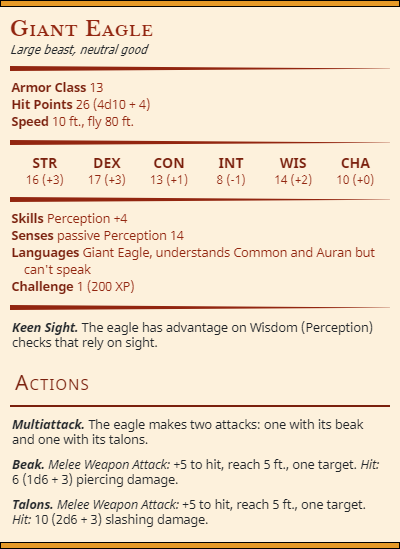 Giant Eagle
Large beast, neutral good
Armor Class 13
Hit Points 26 (4d10 + 4)
Speed 10 ft., fly 80 ft.
STR DEX CON INT WIS CHA
16 (+3) 17 (+3) 13 (+1) 8 (-1) 14 (+2) 10 (+0)
Skills Perception +4
Senses passive Perception 14
Languages Giant Eagle, understands Common and Auran but
can't speak
Challenge 1 (200 XP)
Keen Sight. The eagle has advantage on Wisdom (Perception)
checks that rely on sight.
Actions
Multiattack. The eagle makes two attacks: one with its beak
and one with its talons.
Beak. Melee Weapon Attack: +5 to hit, reach 5 ft., one target. Hit:
6 (1d6 + 3) piercing damage.
Talons. Melee Weapon Attack: +5 to hit, reach 5 ft., one target.
Hit: 10 (2d6 + 3) slashing damage.